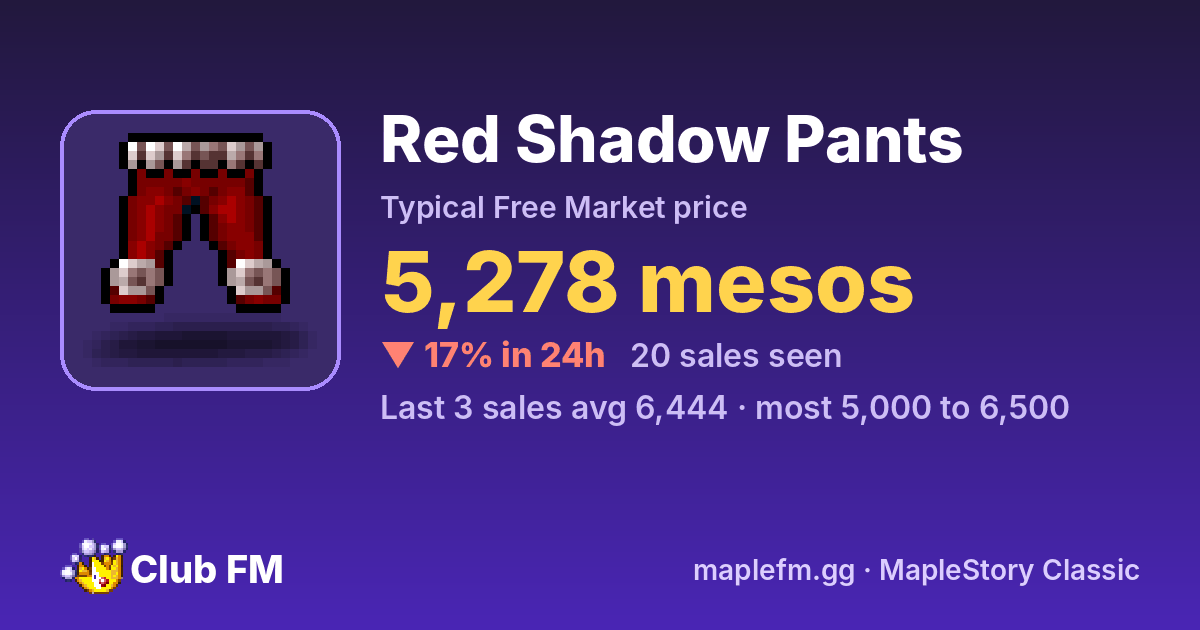 Red Shadow Pants
Typical Free Market price
5,278 mesos
▼ 17% in 24h 20 sales seen
Last 3 sales avg 6,444 · most 5,000 to 6,500
Club FM
maplefm.gg · MapleStory Classic